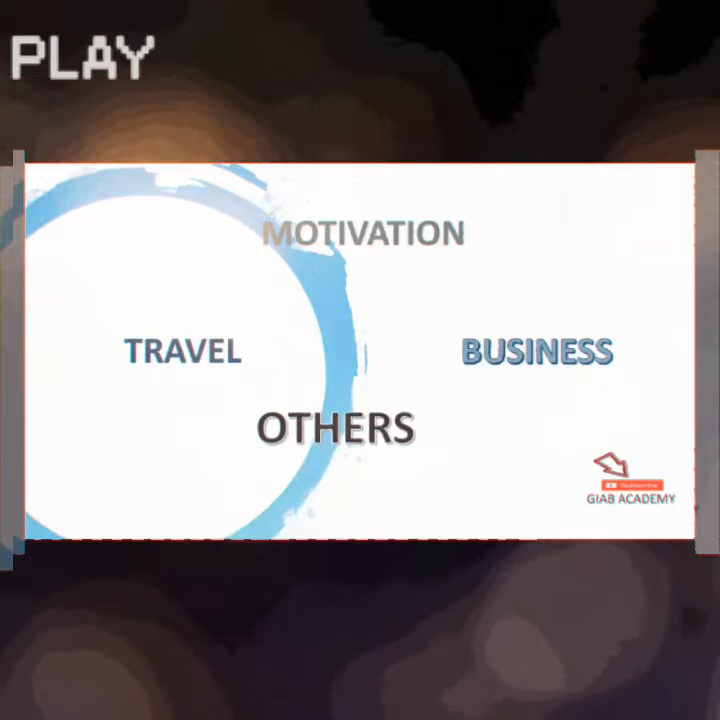 PLAY
MOTIVATION
TRAVEL
BUSINESS
OTHERS
GIAB ACADEMY